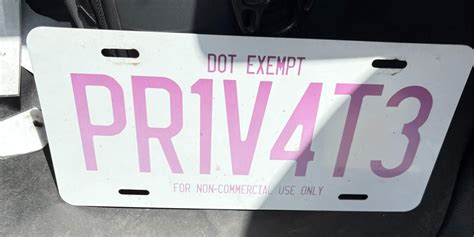 DOT EXEMPT
PR1V4T3
FOR NON-COMMERCIAL USE ONLY